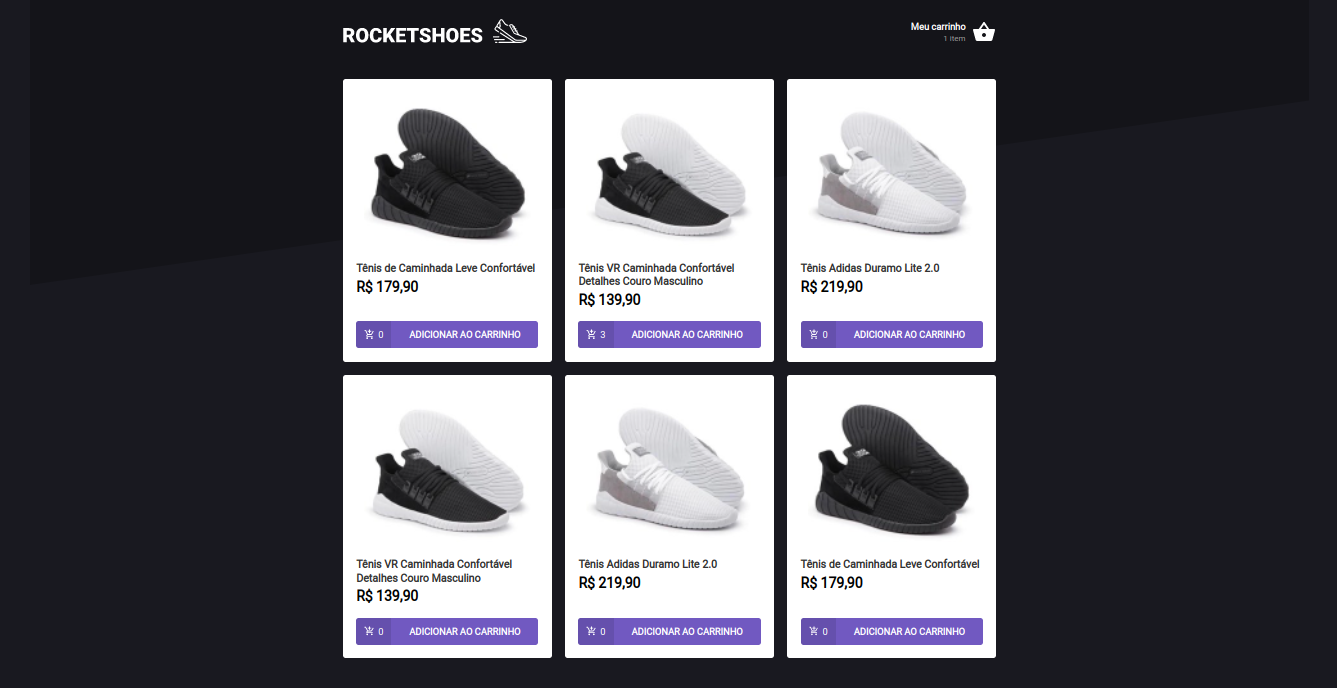 ROCKETSHOES
Meu carrinho
1 item
Tênis de Caminhada Leve Confortável
R$ 179,90
0 ADICIONAR AO CARRINHO
Tênis VR Caminhada Confortável
Detalhes Couro Masculino
R$ 139,90
3 ADICIONAR AO CARRINHO
Tênis Adidas Duramo Lite 2.0
R$ 219,90
0 ADICIONAR AO CARRINHO
Tênis VR Caminhada Confortável
Detalhes Couro Masculino
R$ 139,90
0 ADICIONAR AO CARRINHO
Tênis Adidas Duramo Lite 2.0
R$ 219,90
0 ADICIONAR AO CARRINHO
Tênis de Caminhada Leve Confortável
R$ 179,90
0 ADICIONAR AO CARRINHO